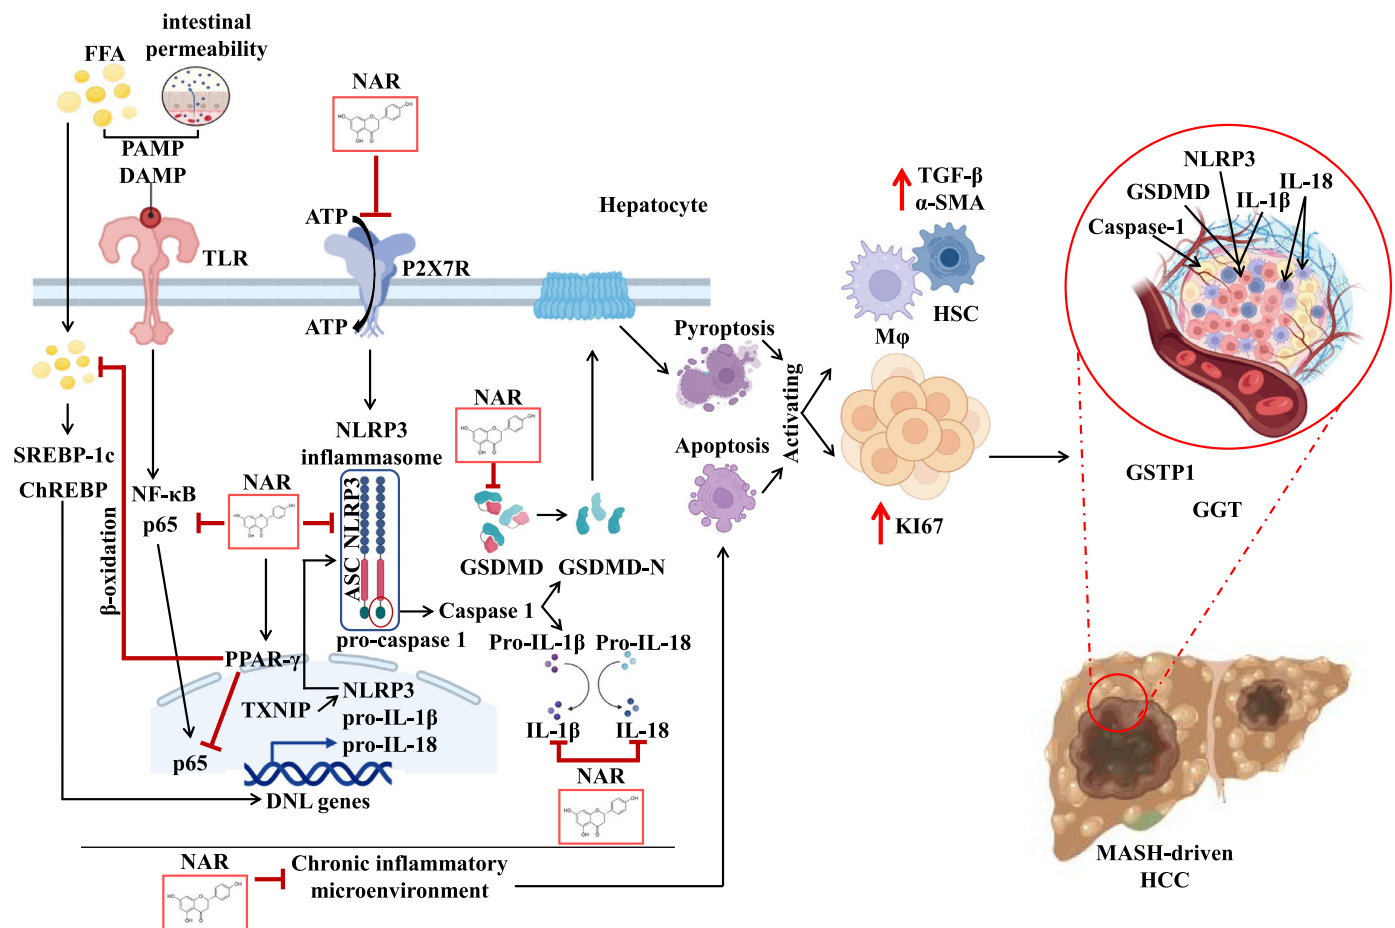 FFA
intestinal
permeability
PAMP
DAMP
TLR
NAR
ATP
P2X7R
ATP
Hepatocyte
SREBP-1c
ChREBP
β-oxidation
NF-κB
p65
NAR
NLRP3
inflammasome
NLRP3
ASC
pro-caspase 1
Caspase 1
NAR
GSDMD
GSDMD-N
Pro-IL-1β
Pro-IL-18
IL-1β
IL-18
NAR
PPAR-γ
TXNIP
NLRP3
pro-IL-1β
pro-IL-18
p65
DNL genes
NAR
Chronic inflammatory
microenvironment
Pyroptosis
Apoptosis
Activating
TGF-β
α-SMA
Mφ
HSC
KI67
NLRP3
IL-18
GSDMD
IL-1β
Caspase-1
GSTP1
GGT
MASH-driven
HCC